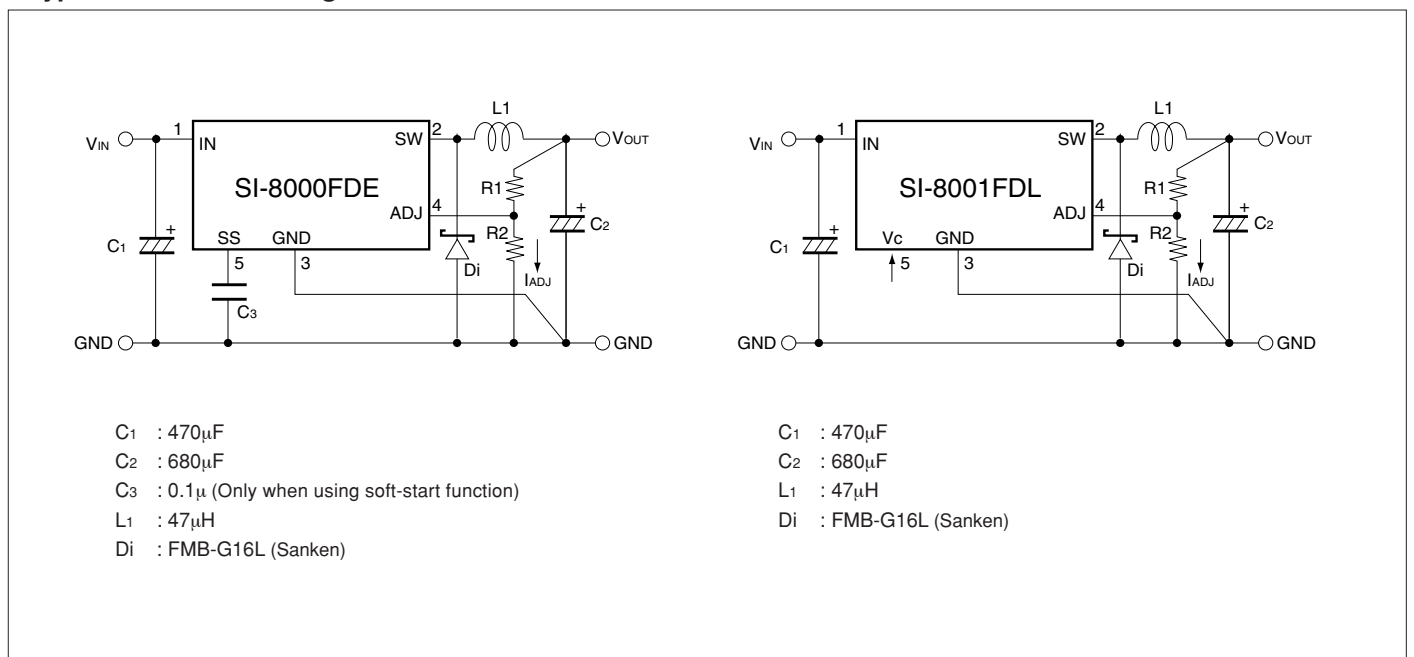 L1
VIN
1
IN
SW
2
VOUT
SI-8000FDE
R1
ADJ
4
+
C2
R2
+
C1
SS
GND
5
3
Di
IADJ
C3
GND
GND
C1 : 470μF
C2 : 680μF
C3 : 0.1μ (Only when using soft-start function)
L1 : 47μH
Di : FMB-G16L (Sanken)
L1
VIN
1
IN
SW
2
VOUT
SI-8001FDL
R1
ADJ
4
+
C2
R2
+
C1
Vc
GND
5
3
Di
IADJ
GND
GND
C1 : 470μF
C2 : 680μF
L1 : 47μH
Di : FMB-G16L (Sanken)